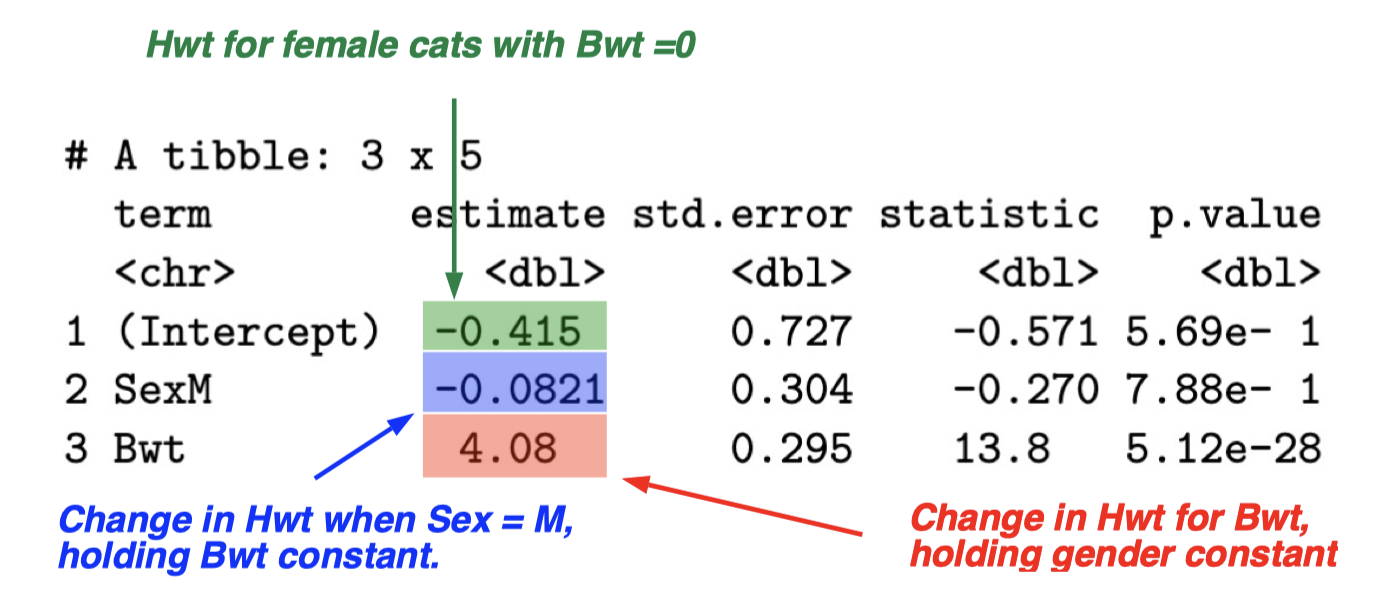 Hwt for female cats with Bwt =0
# A tibble: 3 x 5
term estimate std.error statistic p.value
<chr> <dbl> <dbl> <dbl> <dbl>
1 (Intercept) -0.415 0.727 -0.571 5.69e- 1
2 SexM -0.0821 0.304 -0.270 7.88e- 1
3 Bwt 4.08 0.295 13.8 5.12e-28
Change in Hwt when Sex = M,
holding Bwt constant.
Change in Hwt for Bwt,
holding gender constant